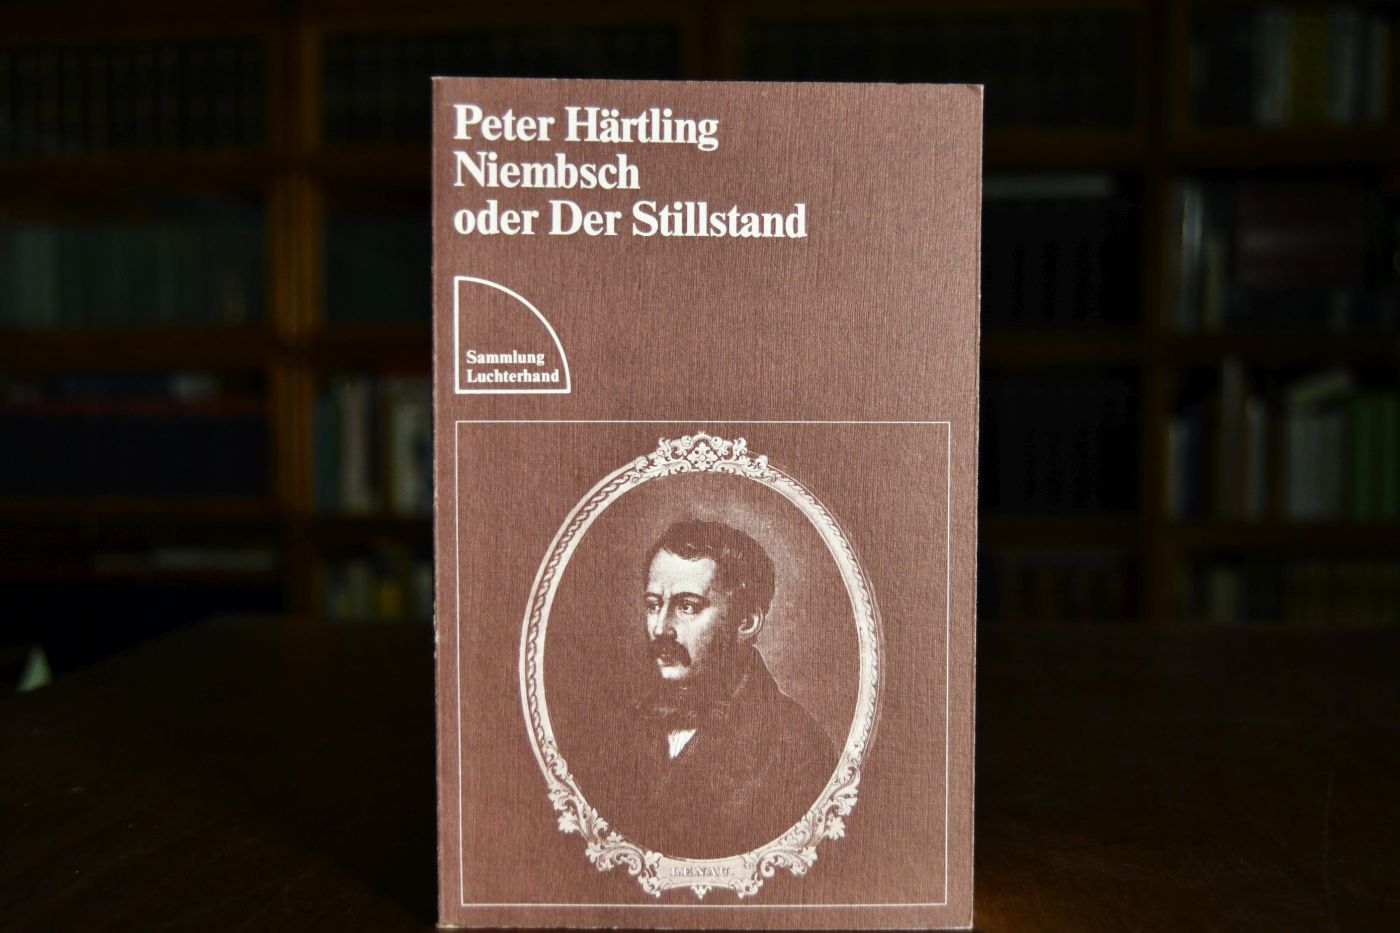 Peter Härtling
Niembsch
oder Der Stillstand
Sammlung
Luchterhand
LENAU.